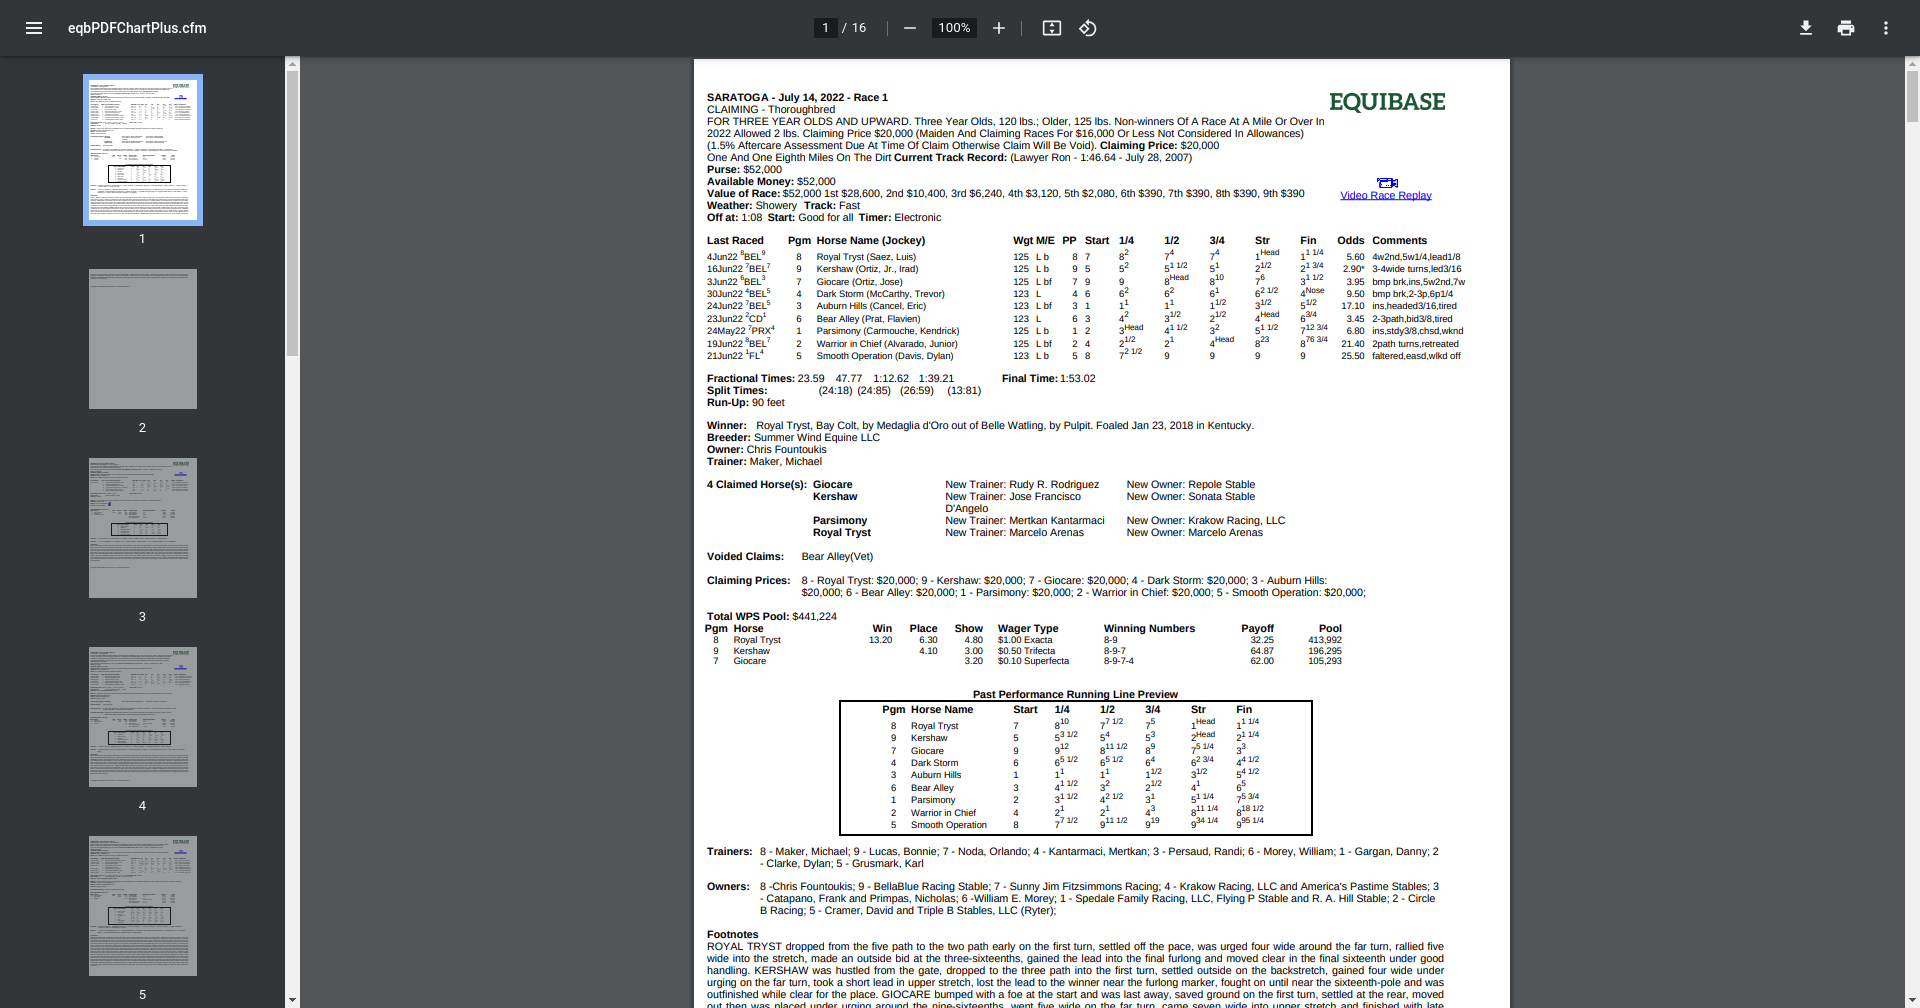 eqbPDFChartPlus.cfm
1 / 16
100%
1
2
3
4
5
EQUIBASE
Video Race Replay
SARATOGA - July 14, 2022 - Race 1
CLAIMING - Thoroughbred
FOR THREE YEAR OLDS AND UPWARD. Three Year Olds, 120 lbs.; Older, 125 lbs. Non-winners Of A Race At A Mile Or Over In
2022 Allowed 2 lbs. Claiming Price $20,000 (Maiden And Claiming Races For $16,000 Or Less Not Considered In Allowances)
(1.5% Aftercare Assessment Due At Time Of Claim Otherwise Claim Will Be Void). Claiming Price: $20,000
One And One Eighth Miles On The Dirt Current Track Record: (Lawyer Ron - 1:46.64 - July 28, 2007)
Purse: $52,000
Available Money: $52,000
Value of Race: $52,000 1st $28,600, 2nd $10,400, 3rd $6,240, 4th $3,120, 5th $2,080, 6th $390, 7th $390, 8th $390, 9th $390
Weather: Showery Track: Fast
Off at: 1:08 Start: Good for all Timer: Electronic
Last Raced Pgm Horse Name (Jockey) Wgt M/E PP Start 1/4 1/2 3/4 Str Fin Odds Comments
4Jun22 8BEL9 8 Royal Tryst (Saez, Luis) 125 L b 8 7 8 2 7 4 7 4 1 Head 1 1 1/4 5.60 4w2nd,5w1/4,lead1/8
16Jun22 7BEL7 9 Kershaw (Ortiz, Jr., Irad) 125 L b 9 5 5 2 5 1 1/2 5 1 2 1/2 2 1 3/4 2.90* 3-4wide turns,led3/16
3Jun22 6BEL3 7 Giocare (Ortiz, Jose) 125 L bf 7 9 9 8 Head 8 10 7 6 3 1 1/2 3.95 bmp brk,ins,5w2nd,7w
30Jun22 4BEL5 4 Dark Storm (McCarthy, Trevor) 123 L 4 6 6 2 6 2 6 1 6 2 1/2 4 Nose 9.50 bmp brk,2-3p,6p1/4
24Jun22 7BEL5 3 Auburn Hills (Cancel, Eric) 123 L bf 3 1 1 1 1 1 1 1/2 3 1/2 5 1/2 17.10 ins,headed3/16,tired
23Jun22 2CD1 6 Bear Alley (Prat, Flavien) 123 L 6 3 4 2 3 1/2 2 1/2 4 Head 6 3/4 3.45 2-3path,bid3/8,tired
24May22 7PRX4 1 Parsimony (Carmouche, Kendrick) 125 L b 1 2 3 Head 4 1 1/2 3 2 5 1 1/2 7 12 3/4 6.80 ins,stdy3/8,chsd,wknd
19Jun22 8BEL7 2 Warrior in Chief (Alvarado, Junior) 125 L bf 2 4 2 1/2 2 1 4 Head 8 23 8 76 3/4 21.40 2path turns,retreated
21Jun22 1FL4 5 Smooth Operation (Davis, Dylan) 123 L b 5 8 7 2 1/2 9 9 9 9 25.50 faltered,easd,wlkd off
Fractional Times: 23.59 47.77 1:12.62 1:39.21 Final Time: 1:53.02
Split Times: (24:18) (24:85) (26:59) (13:81)
Run-Up: 90 feet
Winner: Royal Tryst, Bay Colt, by Medaglia d'Oro out of Belle Watling, by Pulpit. Foaled Jan 23, 2018 in Kentucky.
Breeder: Summer Wind Equine LLC
Owner: Chris Fountoukis
Trainer: Maker, Michael
4 Claimed Horse(s): Giocare New Trainer: Rudy R. Rodriguez New Owner: Repole Stable
Kershaw New Trainer: Jose Francisco New Owner: Sonata Stable
D'Angelo
Parsimony New Trainer: Mertkan Kantarmaci New Owner: Krakow Racing, LLC
Royal Tryst New Trainer: Marcelo Arenas New Owner: Marcelo Arenas
Voided Claims: Bear Alley(Vet)
Claiming Prices: 8 - Royal Tryst: $20,000; 9 - Kershaw: $20,000; 7 - Giocare: $20,000; 4 - Dark Storm: $20,000; 3 - Auburn Hills:
$20,000; 6 - Bear Alley: $20,000; 1 - Parsimony: $20,000; 2 - Warrior in Chief: $20,000; 5 - Smooth Operation: $20,000;
Total WPS Pool: $441,224
Pgm Horse Win Place Show Wager Type Winning Numbers Payoff Pool
8 Royal Tryst 13.20 6.30 4.80 $1.00 Exacta 8-9 32.25 413,992
9 Kershaw 4.10 3.00 $0.50 Trifecta 8-9-7 64.87 196,295
7 Giocare 3.20 $0.10 Superfecta 8-9-7-4 62.00 105,293
Past Performance Running Line Preview
Pgm Horse Name Start 1/4 1/2 3/4 Str Fin
8 Royal Tryst 7 8 10 7 7 1/2 7 5 1 Head 1 1 1/4
9 Kershaw 5 5 3 1/2 5 4 5 3 2 Head 2 1 1/4
7 Giocare 9 9 12 8 11 1/2 8 9 7 5 1/4 3 3
4 Dark Storm 6 6 5 1/2 6 5 1/2 6 4 6 2 3/4 4 4 1/2
3 Auburn Hills 1 1 1 1 1 1 1/2 3 1/2 5 4 1/2
6 Bear Alley 3 4 1 1/2 3 2 2 1/2 4 1 6 5
1 Parsimony 2 3 1 1/2 4 2 1/2 3 1 5 1 1/4 7 5 3/4
2 Warrior in Chief 4 2 1 2 1 4 3 8 11 1/4 8 18 1/2
5 Smooth Operation 8 7 7 1/2 9 11 1/2 9 19 9 34 1/4 9 95 1/4
Trainers: 8 - Maker, Michael; 9 - Lucas, Bonnie; 7 - Noda, Orlando; 4 - Kantarmaci, Mertkan; 3 - Persaud, Randi; 6 - Morey, William; 1 - Gargan, Danny; 2
- Clarke, Dylan; 5 - Grusmark, Karl
Owners: 8 -Chris Fountoukis; 9 - BellaBlue Racing Stable; 7 - Sunny Jim Fitzsimmons Racing; 4 - Krakow Racing, LLC and America's Pastime Stables; 3
- Catapano, Frank and Primpas, Nicholas; 6 -William E. Morey; 1 - Spedale Family Racing, LLC, Flying P Stable and R. A. Hill Stable; 2 - Circle
B Racing; 5 - Cramer, David and Triple B Stables, LLC (Ryter);
Footnotes
ROYAL TRYST dropped from the five path to the two path early on the first turn, settled off the pace, was urged four wide around the far turn, rallied five
wide into the stretch, made an outside bid at the three-sixteenths, gained the lead into the final furlong and moved clear in the final sixteenth under good
handling. KERSHAW was hustled from the gate, dropped to the three path into the first turn, settled outside on the backstretch, gained four wide under
urging on the far turn, took a short lead in upper stretch, lost the lead to the winner near the furlong marker, fought on until near the sixteenth-pole and was
outfinished while clear for the place. GIOCARE bumped with a foe at the start and was last away, saved ground on the first turn, settled at the rear, moved
out then was placed under urging around the nine-sixteenths, went five wide on the far turn, came seven wide into upper stretch and finished with late